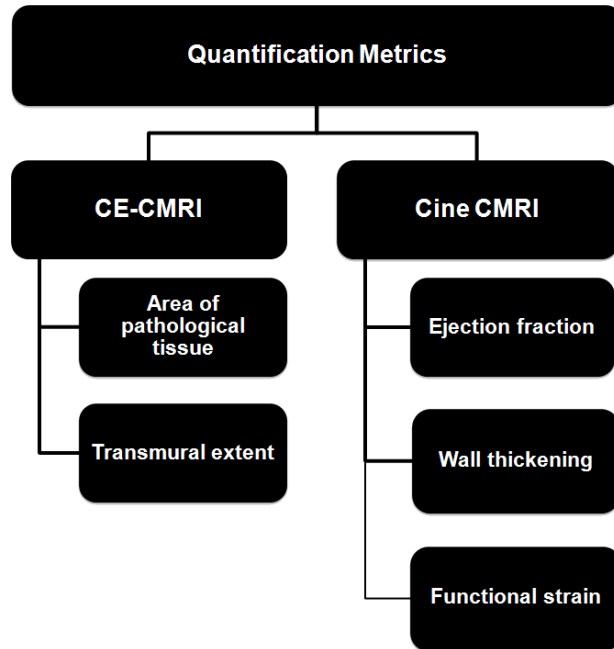 Quantification Metrics
CE-CMRI
Cine CMRI
Area of
pathological
tissue
Transmural extent
Ejection fraction
Wall thickening
Functional strain